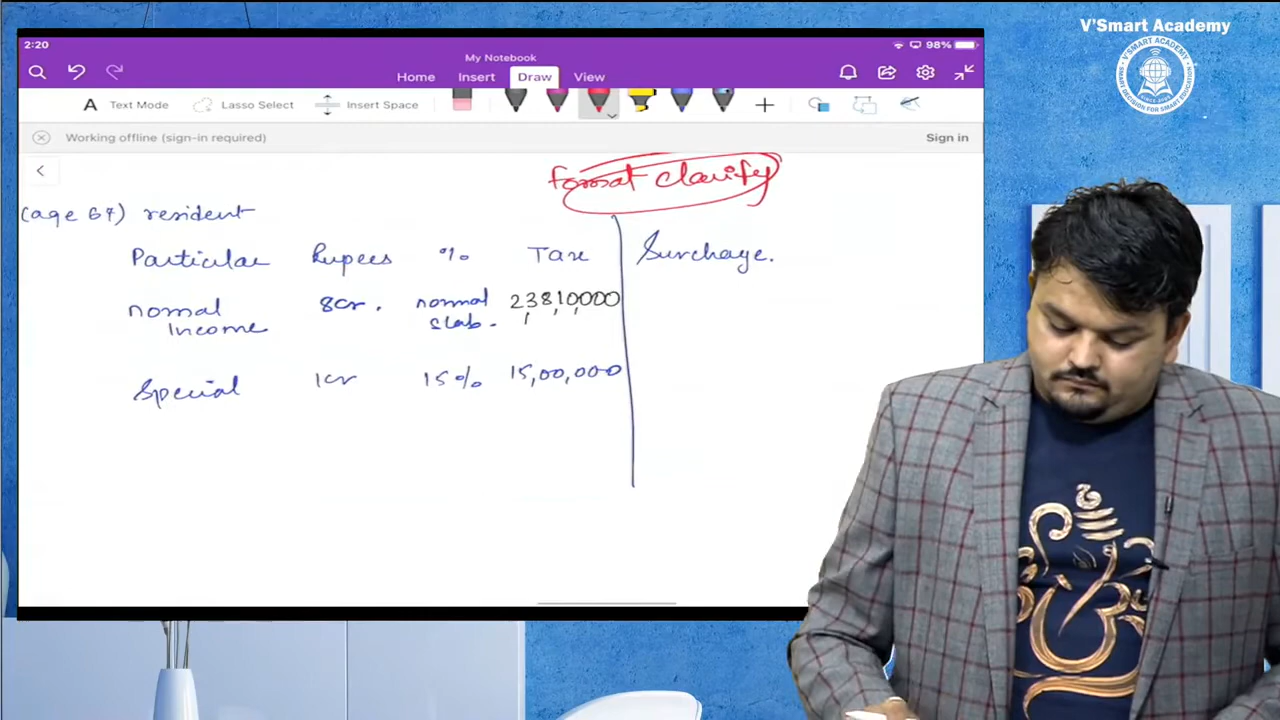 V'Smart Academy
2:20
98%
My Notebook
Home Insert Draw View
A Text Mode Lasso Select Insert Space
Working offline (sign-in required) Sign in
format clarify
(age 67) resident
Particular Rupees % Tax Surcharge.
normal Income 8cr. normal slab. 23810000
Special 1cr 15% 15,00,000